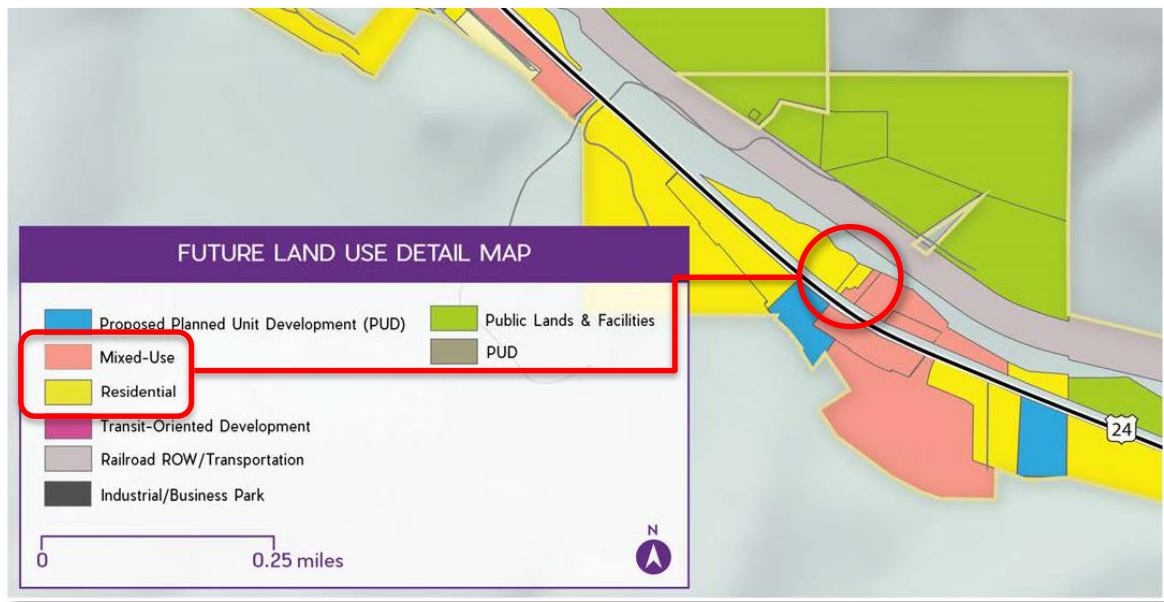 FUTURE LAND USE DETAIL MAP
Proposed Planned Unit Development (PUD)
Mixed-Use
Residential
Transit-Oriented Development
Railroad ROW/Transportation
Industrial/Business Park
Public Lands & Facilities
PUD
0 0.25 miles
N
24